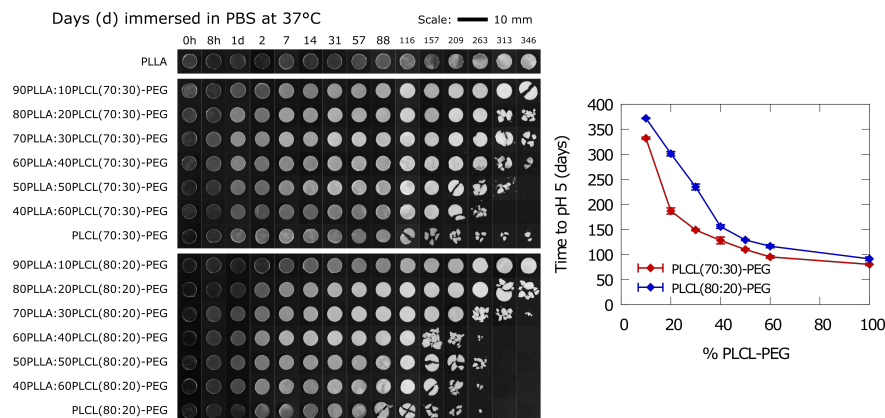 Days (d) immersed in PBS at 37°C
Scale: 10 mm
0h 8h 1d 2 7 14 31 57 88 116 157 209 263 313 346
PLLA
90PLLA:10PLCL(70:30)-PEG
80PLLA:20PLCL(70:30)-PEG
70PLLA:30PLCL(70:30)-PEG
60PLLA:40PLCL(70:30)-PEG
50PLLA:50PLCL(70:30)-PEG
40PLLA:60PLCL(70:30)-PEG
PLCL(70:30)-PEG
90PLLA:10PLCL(80:20)-PEG
80PLLA:20PLCL(80:20)-PEG
70PLLA:30PLCL(80:20)-PEG
60PLLA:40PLCL(80:20)-PEG
50PLLA:50PLCL(80:20)-PEG
40PLLA:60PLCL(80:20)-PEG
PLCL(80:20)-PEG
Time to pH 5 (days)
400
350
300
250
200
150
100
50
0
PLCL(70:30)-PEG
PLCL(80:20)-PEG
0 20 40 60 80 100
% PLCL-PEG